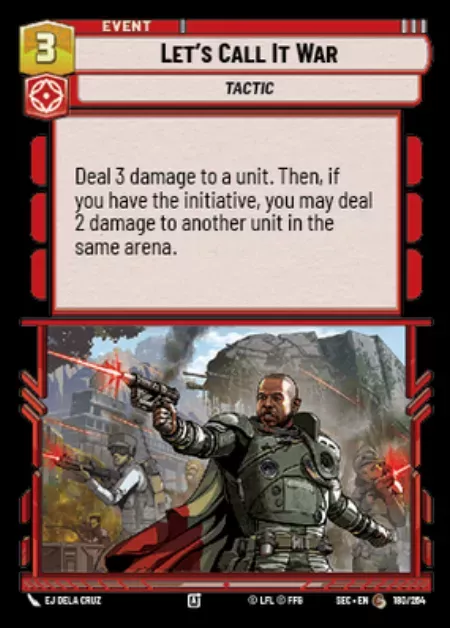 EVENT
3
LET'S CALL IT WAR
TACTIC
Deal 3 damage to a unit. Then, if
you have the initiative, you may deal
2 damage to another unit in the
same arena.
EJ DELA CRUZ
A
© LFL © FFG
SEC • EN C 180/264